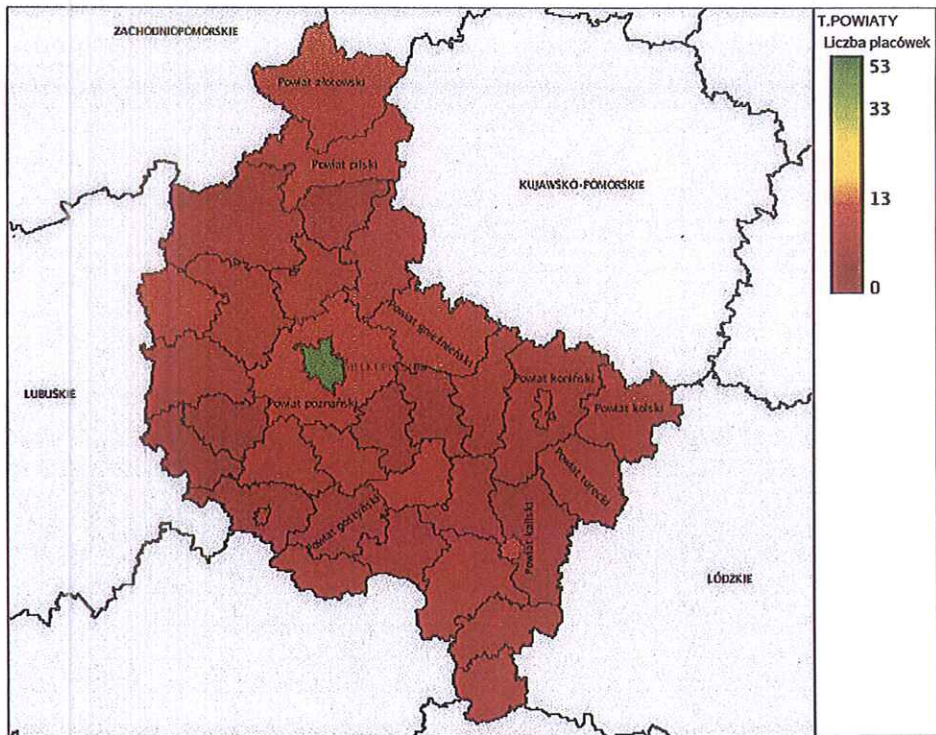 ZACHODNIOPOMORSKIE
T.POWIATY
Liczba placówek
53
33
13
0
Powiat złotowski
Powiat pilski
KUJAWSKO-POMORSKIE
Powiat gnieźnieński
LUBUSKIE
Powiat koniński
Powiat poznański
Powiat kolski
Powiat turecki
Powiat gostyński
Powiat kaliski
ŁÓDZKIE